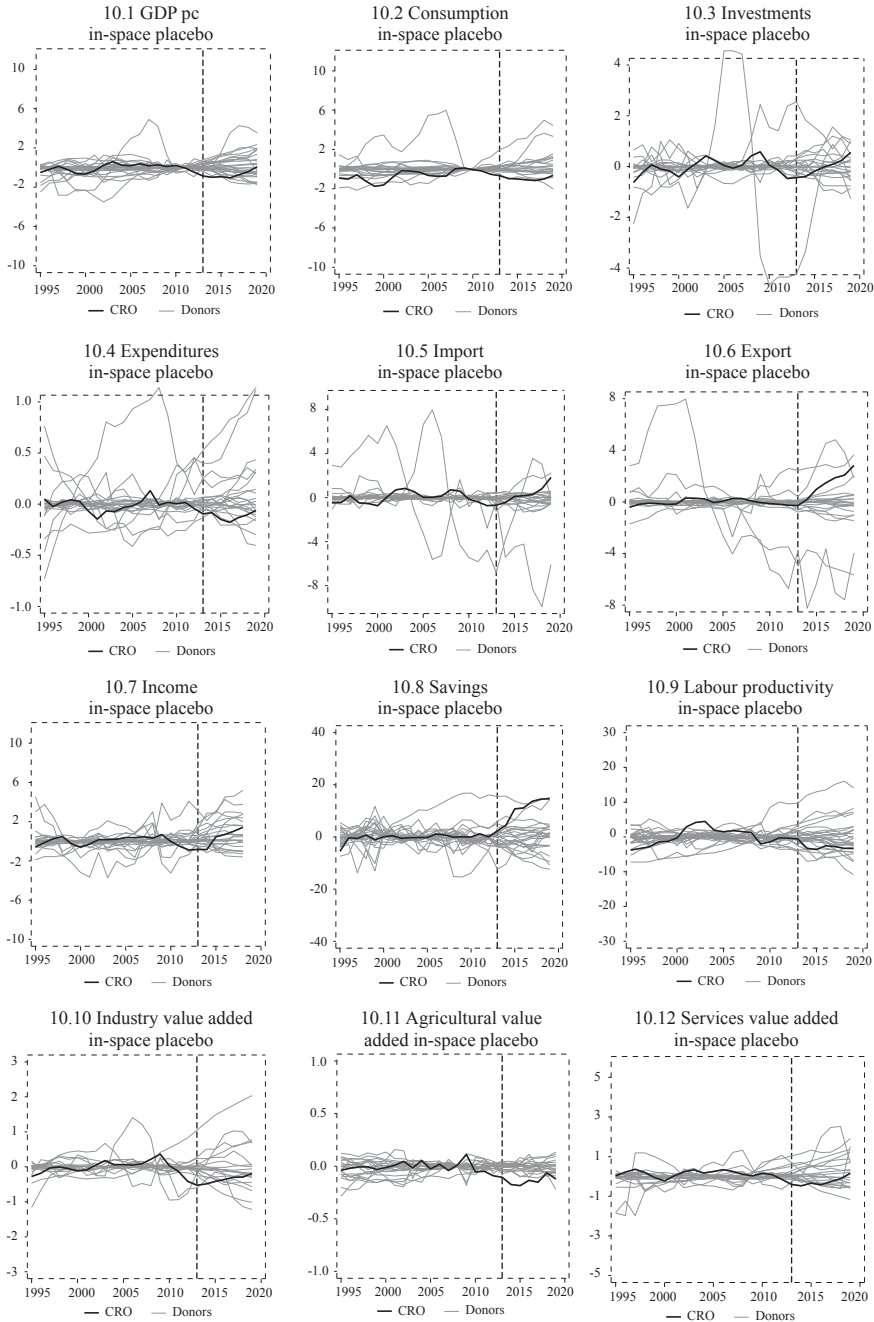 10.1 GDP pc
in-space placebo
10
6
2
-2
-6
-10
1995 2000 2005 2010 2015 2020
CRO Donors
10.2 Consumption
in-space placebo
10
6
2
-2
-6
-10
1995 2000 2005 2010 2015 2020
CRO Donors
10.3 Investments
in-space placebo
4
2
0
-2
-4
1995 2000 2005 2010 2015 2020
CRO Donors
10.4 Expenditures
in-space placebo
1.0
0.5
0.0
-0.5
-1.0
1995 2000 2005 2010 2015 2020
CRO Donors
10.5 Import
in-space placebo
8
4
0
-4
-8
1995 2000 2005 2010 2015 2020
CRO Donors
10.6 Export
in-space placebo
8
4
0
-4
-8
1995 2000 2005 2010 2015 2020
CRO Donors
10.7 Income
in-space placebo
10
6
2
-2
-6
-10
1995 2000 2005 2010 2015 2020
CRO Donors
10.8 Savings
in-space placebo
40
20
0
-20
-40
1995 2000 2005 2010 2015 2020
CRO Donors
10.9 Labour productivity
in-space placebo
30
20
10
0
-10
-20
-30
1995 2000 2005 2010 2015 2020
CRO Donors
10.10 Industry value added
in-space placebo
3
2
1
0
-1
-2
-3
1995 2000 2005 2010 2015 2020
CRO Donors
10.11 Agricultural value
added in-space placebo
1.0
0.5
0.0
-0.5
-1.0
1995 2000 2005 2010 2015 2020
CRO Donors
10.12 Services value added
in-space placebo
5
3
1
-1
-3
-5
1995 2000 2005 2010 2015 2020
CRO Donors